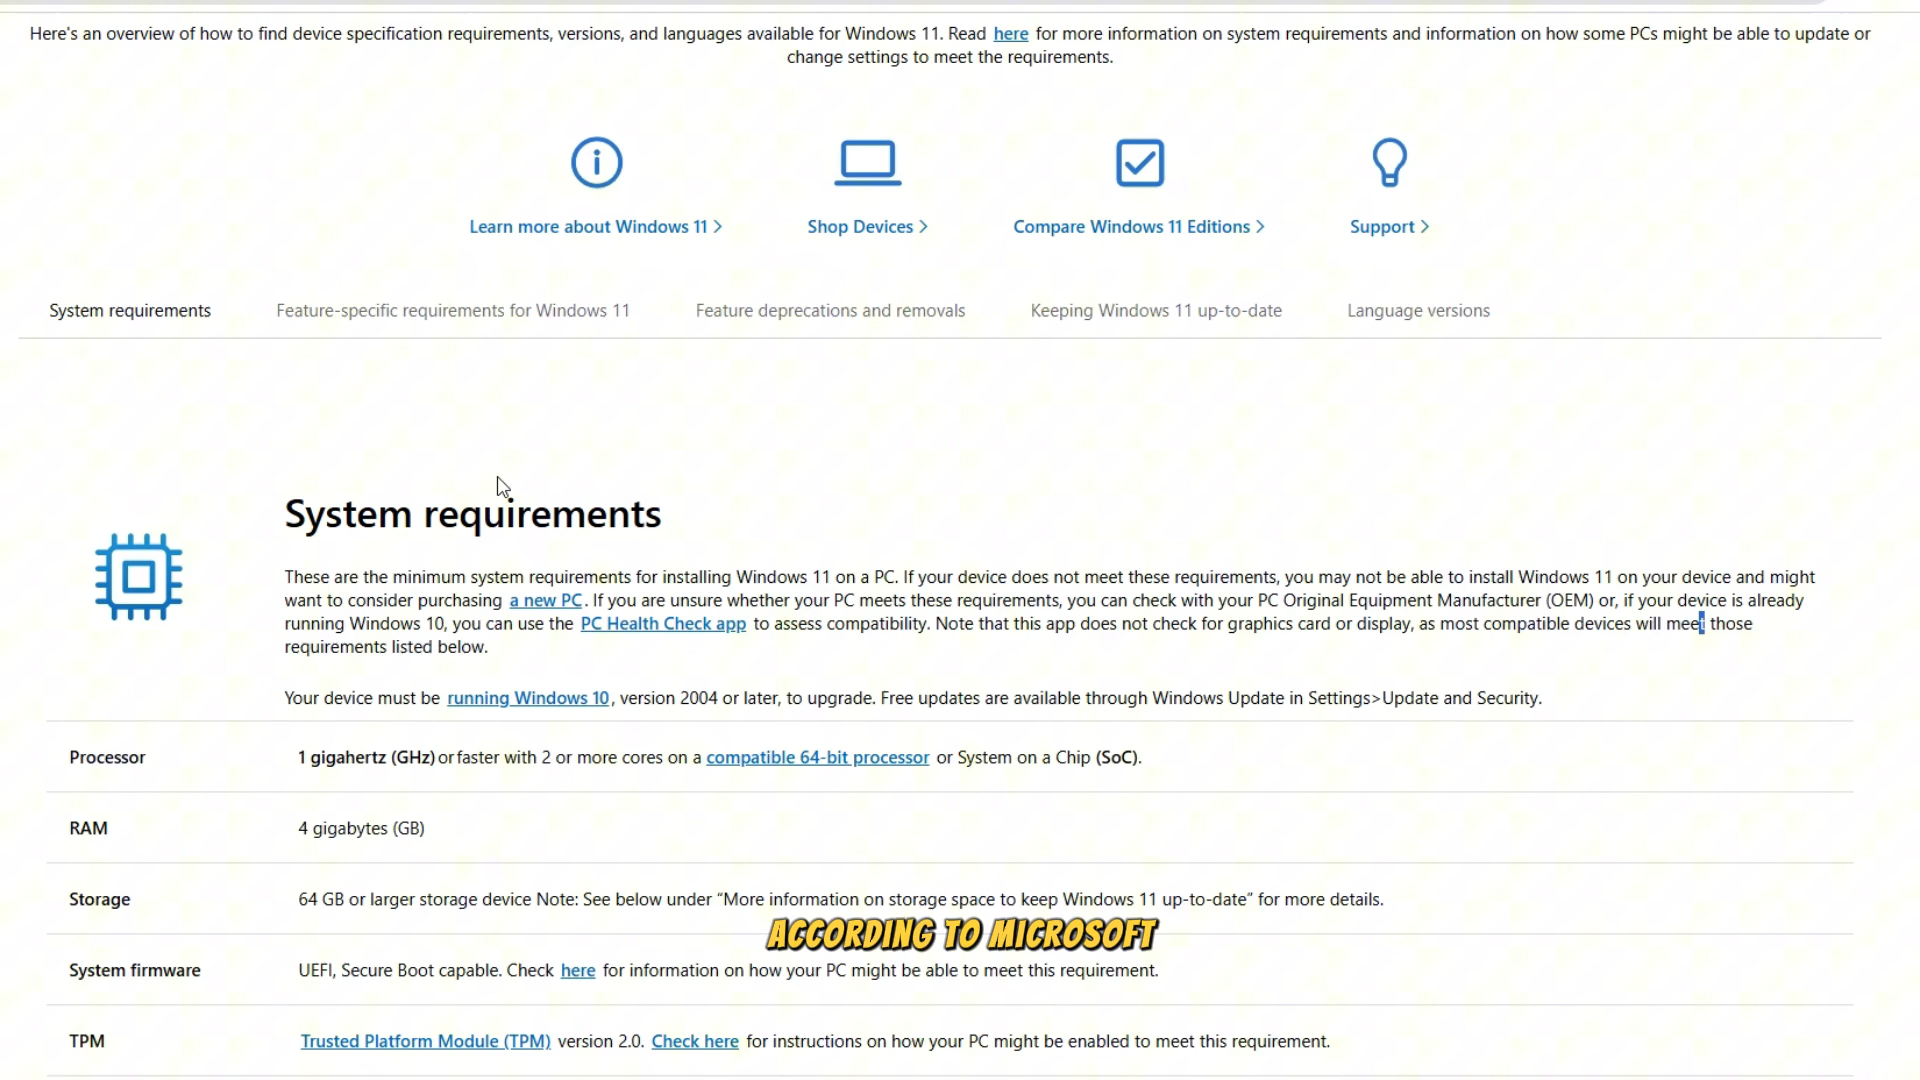 Here's an overview of how to find device specification requirements, versions, and languages available for Windows 11. Read here for more information on system requirements and information on how some PCs might be able to update or
change settings to meet the requirements.
Learn more about Windows 11 >
Shop Devices >
Compare Windows 11 Editions >
Support >
System requirements
Feature-specific requirements for Windows 11
Feature deprecations and removals
Keeping Windows 11 up-to-date
Language versions
System requirements
These are the minimum system requirements for installing Windows 11 on a PC. If your device does not meet these requirements, you may not be able to install Windows 11 on your device and might
want to consider purchasing a new PC. If you are unsure whether your PC meets these requirements, you can check with your PC Original Equipment Manufacturer (OEM) or, if your device is already
running Windows 10, you can use the PC Health Check app to assess compatibility. Note that this app does not check for graphics card or display, as most compatible devices will meet those
requirements listed below.
Your device must be running Windows 10, version 2004 or later, to upgrade. Free updates are available through Windows Update in Settings>Update and Security.
Processor
1 gigahertz (GHz) or faster with 2 or more cores on a compatible 64-bit processor or System on a Chip (SoC).
RAM
4 gigabytes (GB)
Storage
64 GB or larger storage device Note: See below under “More information on storage space to keep Windows 11 up-to-date” for more details.
ACCORDING TO MICROSOFT
System firmware
UEFI, Secure Boot capable. Check here for information on how your PC might be able to meet this requirement.
TPM
Trusted Platform Module (TPM) version 2.0. Check here for instructions on how your PC might be enabled to meet this requirement.